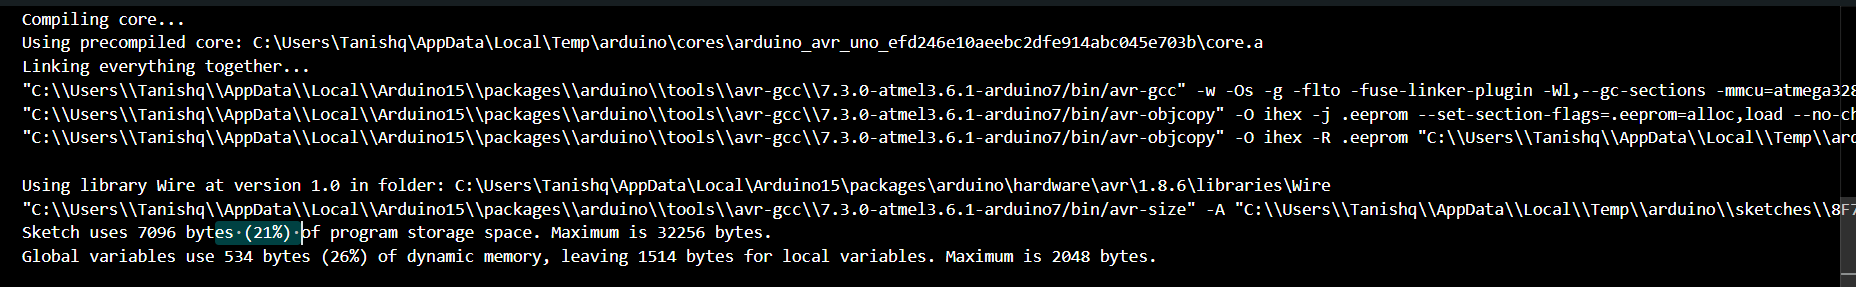 Compiling core...
Using precompiled core: C:\Users\Tanishq\AppData\Local\Temp\arduino\cores\arduino_avr_uno_efd246e10aeebc2dfe914abc045e703b\core.a
Linking everything together...
"C:\\Users\\Tanishq\\AppData\\Local\\Arduino15\\packages\\arduino\\tools\\avr-gcc\\7.3.0-atmel3.6.1-arduino7/bin/avr-gcc" -w -Os -g -flto -fuse-linker-plugin -Wl,--gc-sections -mmcu=atmega328
"C:\\Users\\Tanishq\\AppData\\Local\\Arduino15\\packages\\arduino\\tools\\avr-gcc\\7.3.0-atmel3.6.1-arduino7/bin/avr-objcopy" -O ihex -j .eeprom --set-section-flags=.eeprom=alloc,load --no-ch
"C:\\Users\\Tanishq\\AppData\\Local\\Arduino15\\packages\\arduino\\tools\\avr-gcc\\7.3.0-atmel3.6.1-arduino7/bin/avr-objcopy" -O ihex -R .eeprom "C:\\Users\\Tanishq\\AppData\\Local\\Temp\\ard
Using library Wire at version 1.0 in folder: C:\Users\Tanishq\AppData\Local\Arduino15\packages\arduino\hardware\avr\1.8.6\libraries\Wire
"C:\\Users\\Tanishq\\AppData\\Local\\Arduino15\\packages\\arduino\\tools\\avr-gcc\\7.3.0-atmel3.6.1-arduino7/bin/avr-size" -A "C:\\Users\\Tanishq\\AppData\\Local\\Temp\\arduino\\sketches\\8F7
Sketch uses 7096 bytes (21%) of program storage space. Maximum is 32256 bytes.
Global variables use 534 bytes (26%) of dynamic memory, leaving 1514 bytes for local variables. Maximum is 2048 bytes.